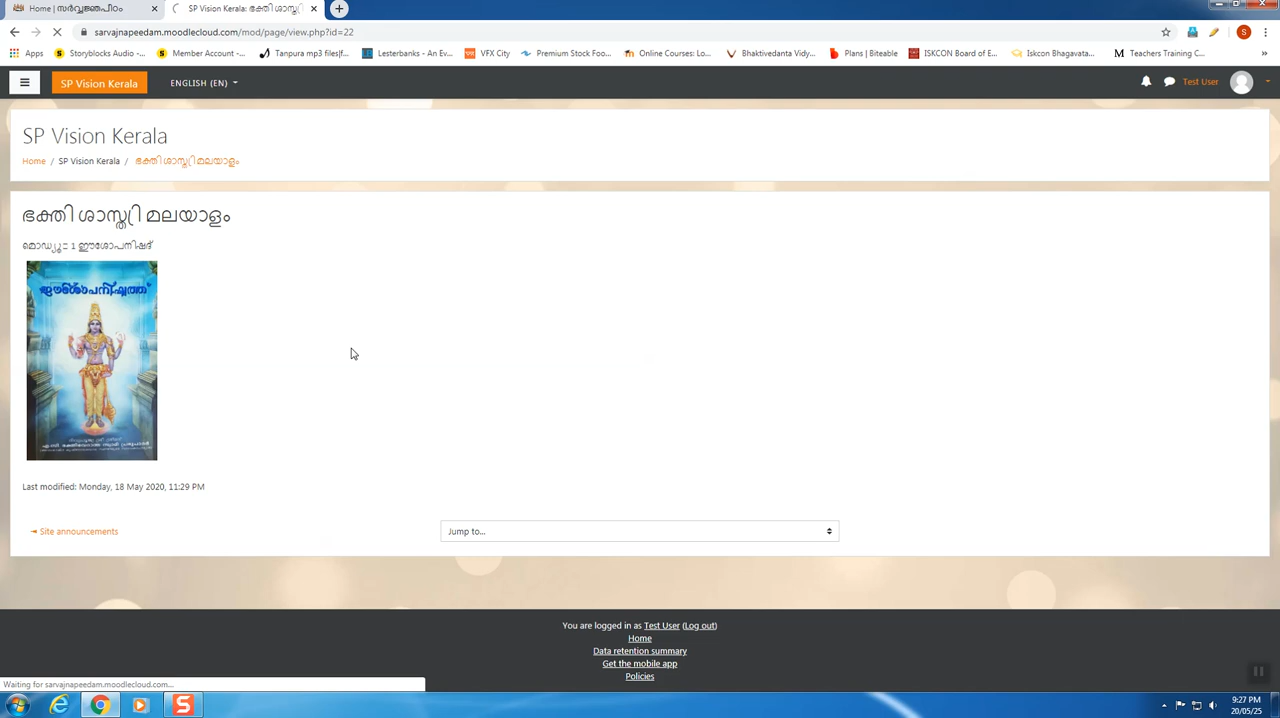 Home | സർവ്വജ്ഞപീഠം
SP Vision Kerala: ഭക്തി ശാസ്ത്രി
sarvajnapeedam.moodlecloud.com/mod/page/view.php?id=22
Apps
Storyblocks Audio -...
Member Account -...
Tanpura mp3 files|f...
Lesterbanks - An Ev...
VFX City
Premium Stock Foo...
Online Courses: Lo...
Bhaktivedanta Vidy...
Plans | Biteable
ISKCON Board of E...
Iskcon Bhagavata...
Teachers Training C...
»
SP Vision Kerala
ENGLISH (EN)
Test User
SP Vision Kerala
Home / SP Vision Kerala / ഭക്തി ശാസ്ത്രി മലയാളം
ഭക്തി ശാസ്ത്രി മലയാളം
1 ഈശോപനിഷദ്
ഈശോപനിഷത്ത്
Last modified: Monday, 18 May 2020, 11:29 PM
Site announcements
Jump to...
You are logged in as Test User (Log out)
Home
Data retention summary
Get the mobile app
Policies
Waiting for sarvajnapeedam.moodlecloud.com...
9:27 PM
20/05/25